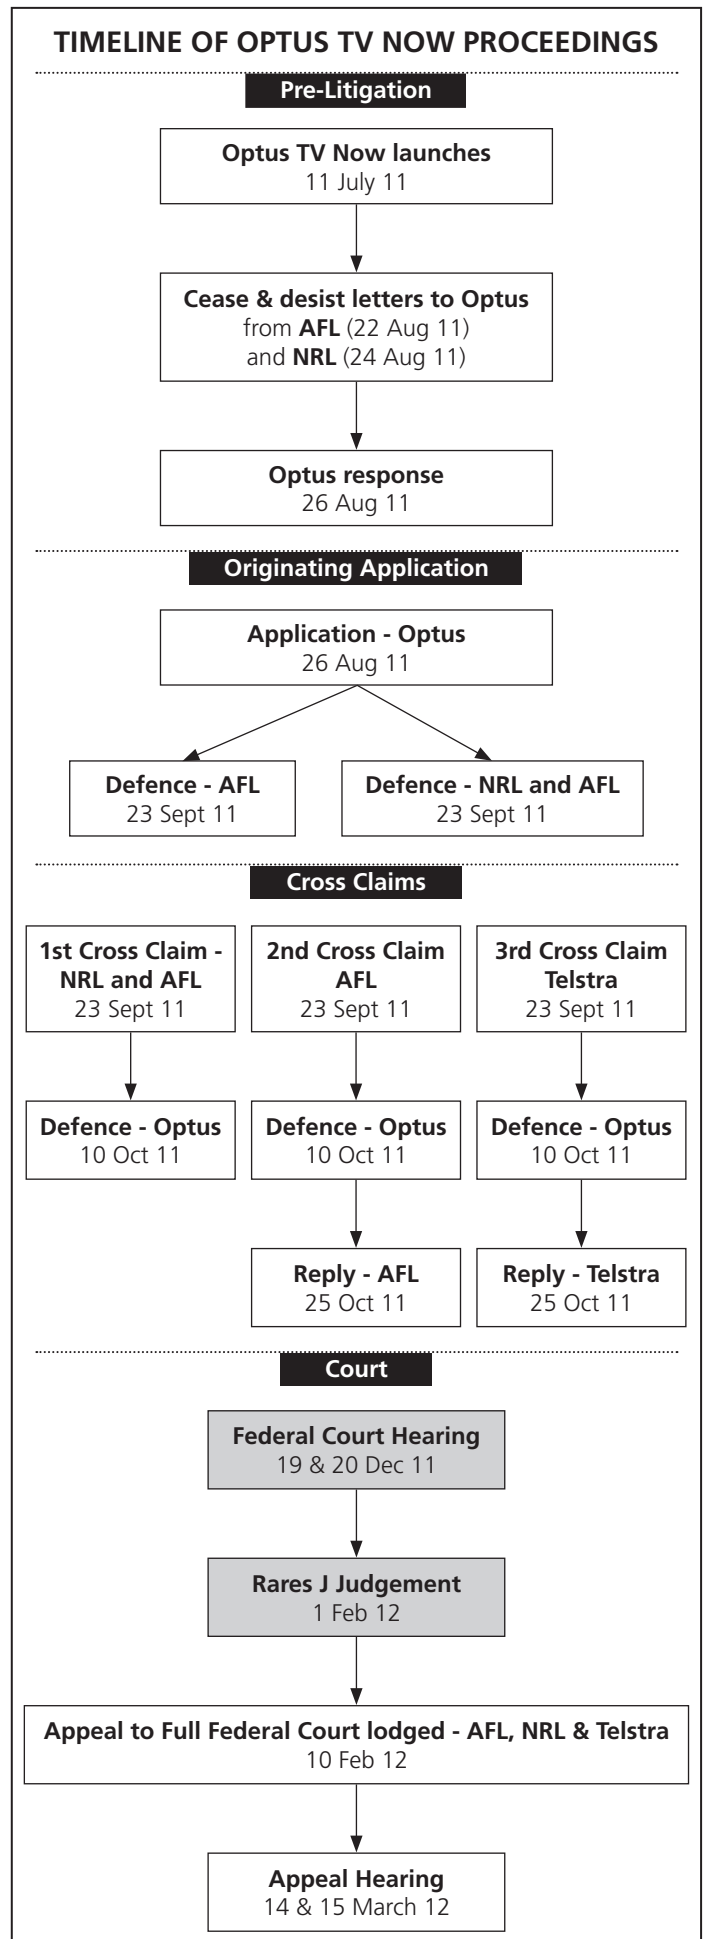 TIMELINE OF OPTUS TV NOW PROCEEDINGS
Pre-Litigation
Optus TV Now launches
11 July 11
Cease & desist letters to Optus
from AFL (22 Aug 11)
and NRL (24 Aug 11)
Optus response
26 Aug 11
Originating Application
Application - Optus
26 Aug 11
Defence - AFL
23 Sept 11
Defence - NRL and AFL
23 Sept 11
Cross Claims
1st Cross Claim -
NRL and AFL
23 Sept 11
2nd Cross Claim
AFL
23 Sept 11
3rd Cross Claim
Telstra
23 Sept 11
Defence - Optus
10 Oct 11
Defence - Optus
10 Oct 11
Defence - Optus
10 Oct 11
Reply - AFL
25 Oct 11
Reply - Telstra
25 Oct 11
Court
Federal Court Hearing
19 & 20 Dec 11
Rares J Judgement
1 Feb 12
Appeal to Full Federal Court lodged - AFL, NRL & Telstra
10 Feb 12
Appeal Hearing
14 & 15 March 12